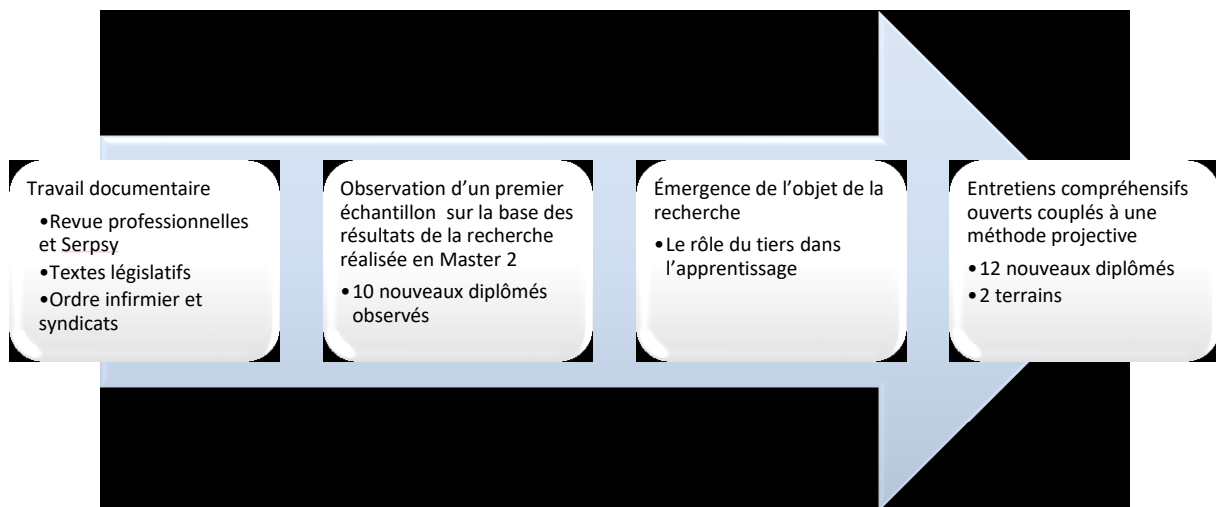 Travail documentaire
•Revue professionnelles
et Serpsy
•Textes législatifs
•Ordre infirmier et
syndicats
Observation d'un premier
échantillon sur la base des
résultats de la recherche
réalisée en Master 2
•10 nouveaux diplômés
observés
Émergence de l'objet de la
recherche
•Le rôle du tiers dans
l'apprentissage
Entretiens compréhensifs
ouverts couplés à une
méthode projective
•12 nouveaux diplômés
•2 terrains